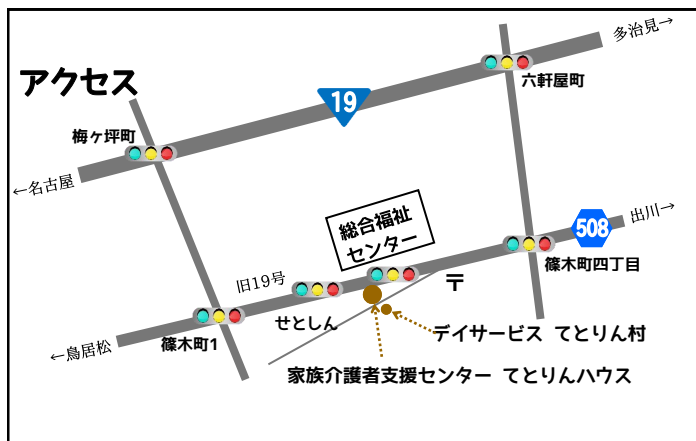 多治見→
アクセス
六軒屋町
19
梅ヶ坪町
←名古屋
総合福祉
センター
出川→
508
篠木町四丁目
旧19号
〒
せとしん
篠木町1
←鳥居松
デイサービス てとりん村
家族介護者支援センター てとりんハウス